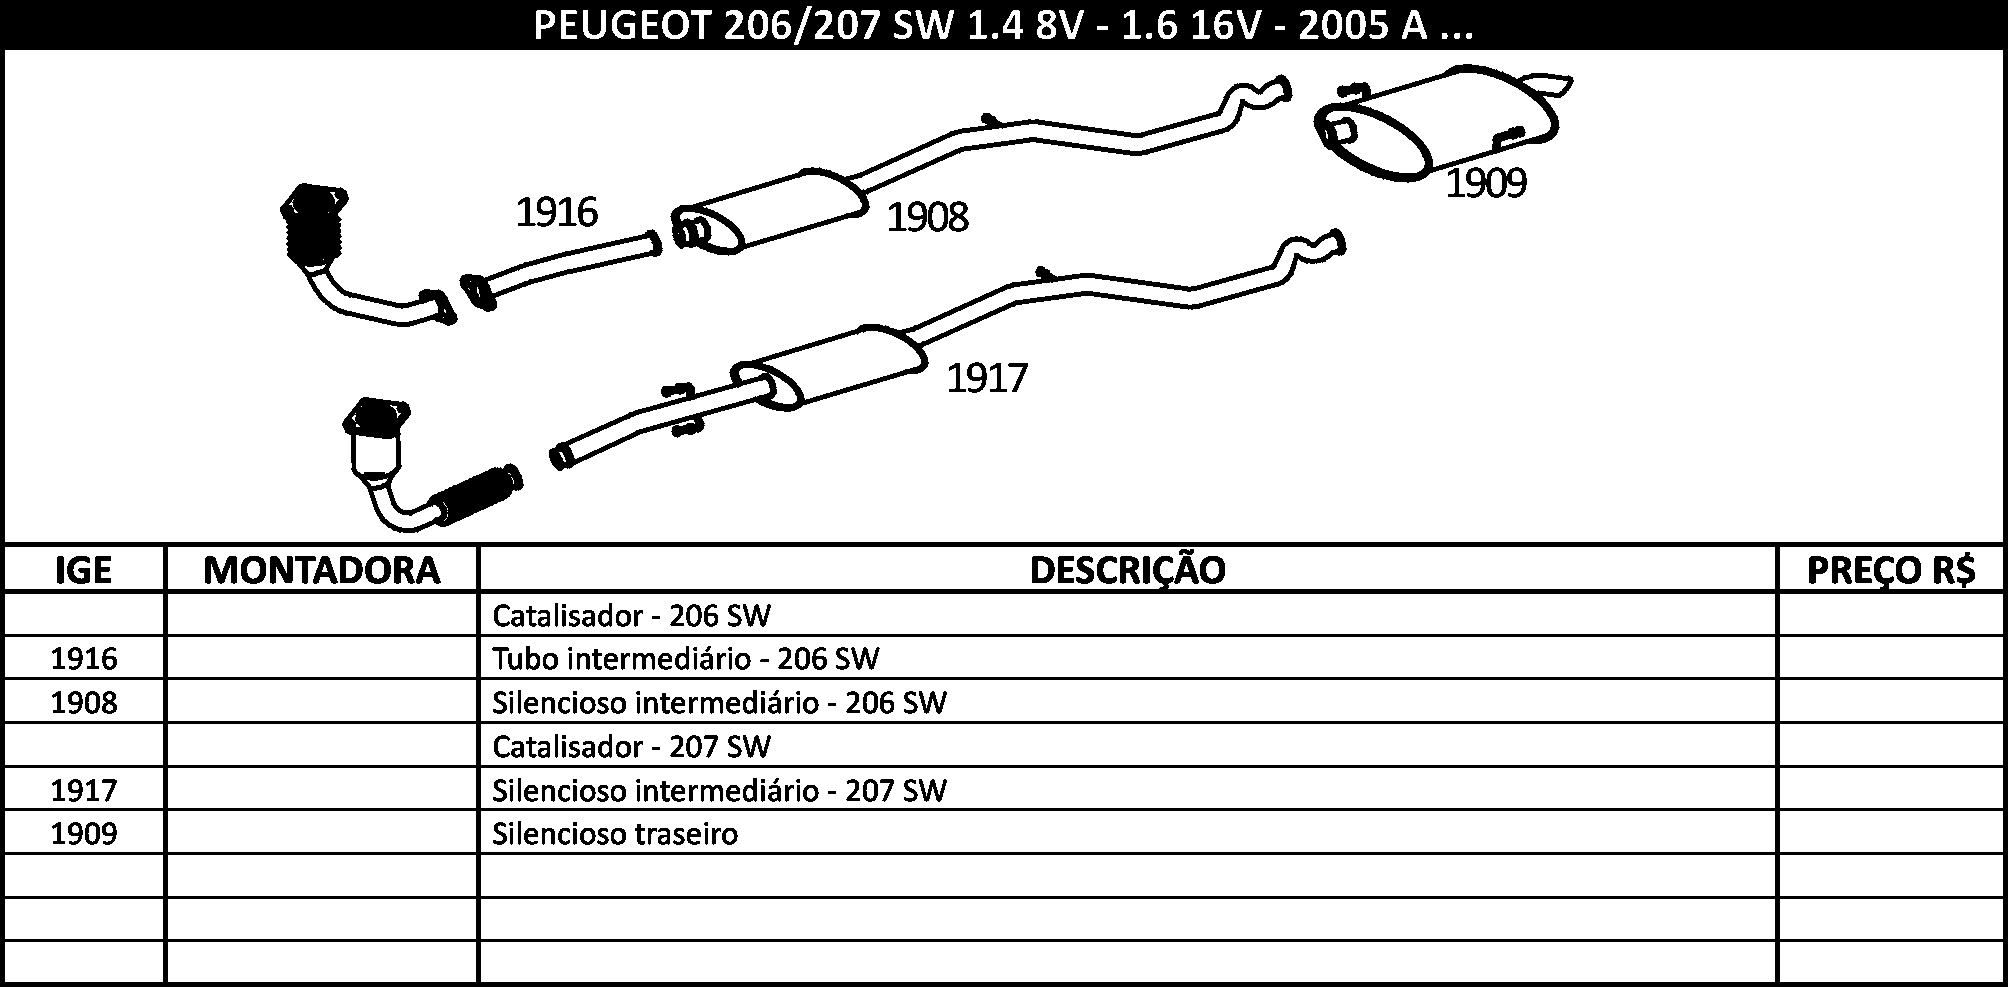 PEUGEOT 206/207 SW 1.4 8V - 1.6 16V - 2005 A ...
1909
1916
1908
1917
IGE MONTADORA DESCRIÇÃO PREÇO R$
Catalisador - 206 SW
1916 Tubo intermediário - 206 SW
1908 Silencioso intermediário - 206 SW
Catalisador - 207 SW
1917 Silencioso intermediário - 207 SW
1909 Silencioso traseiro